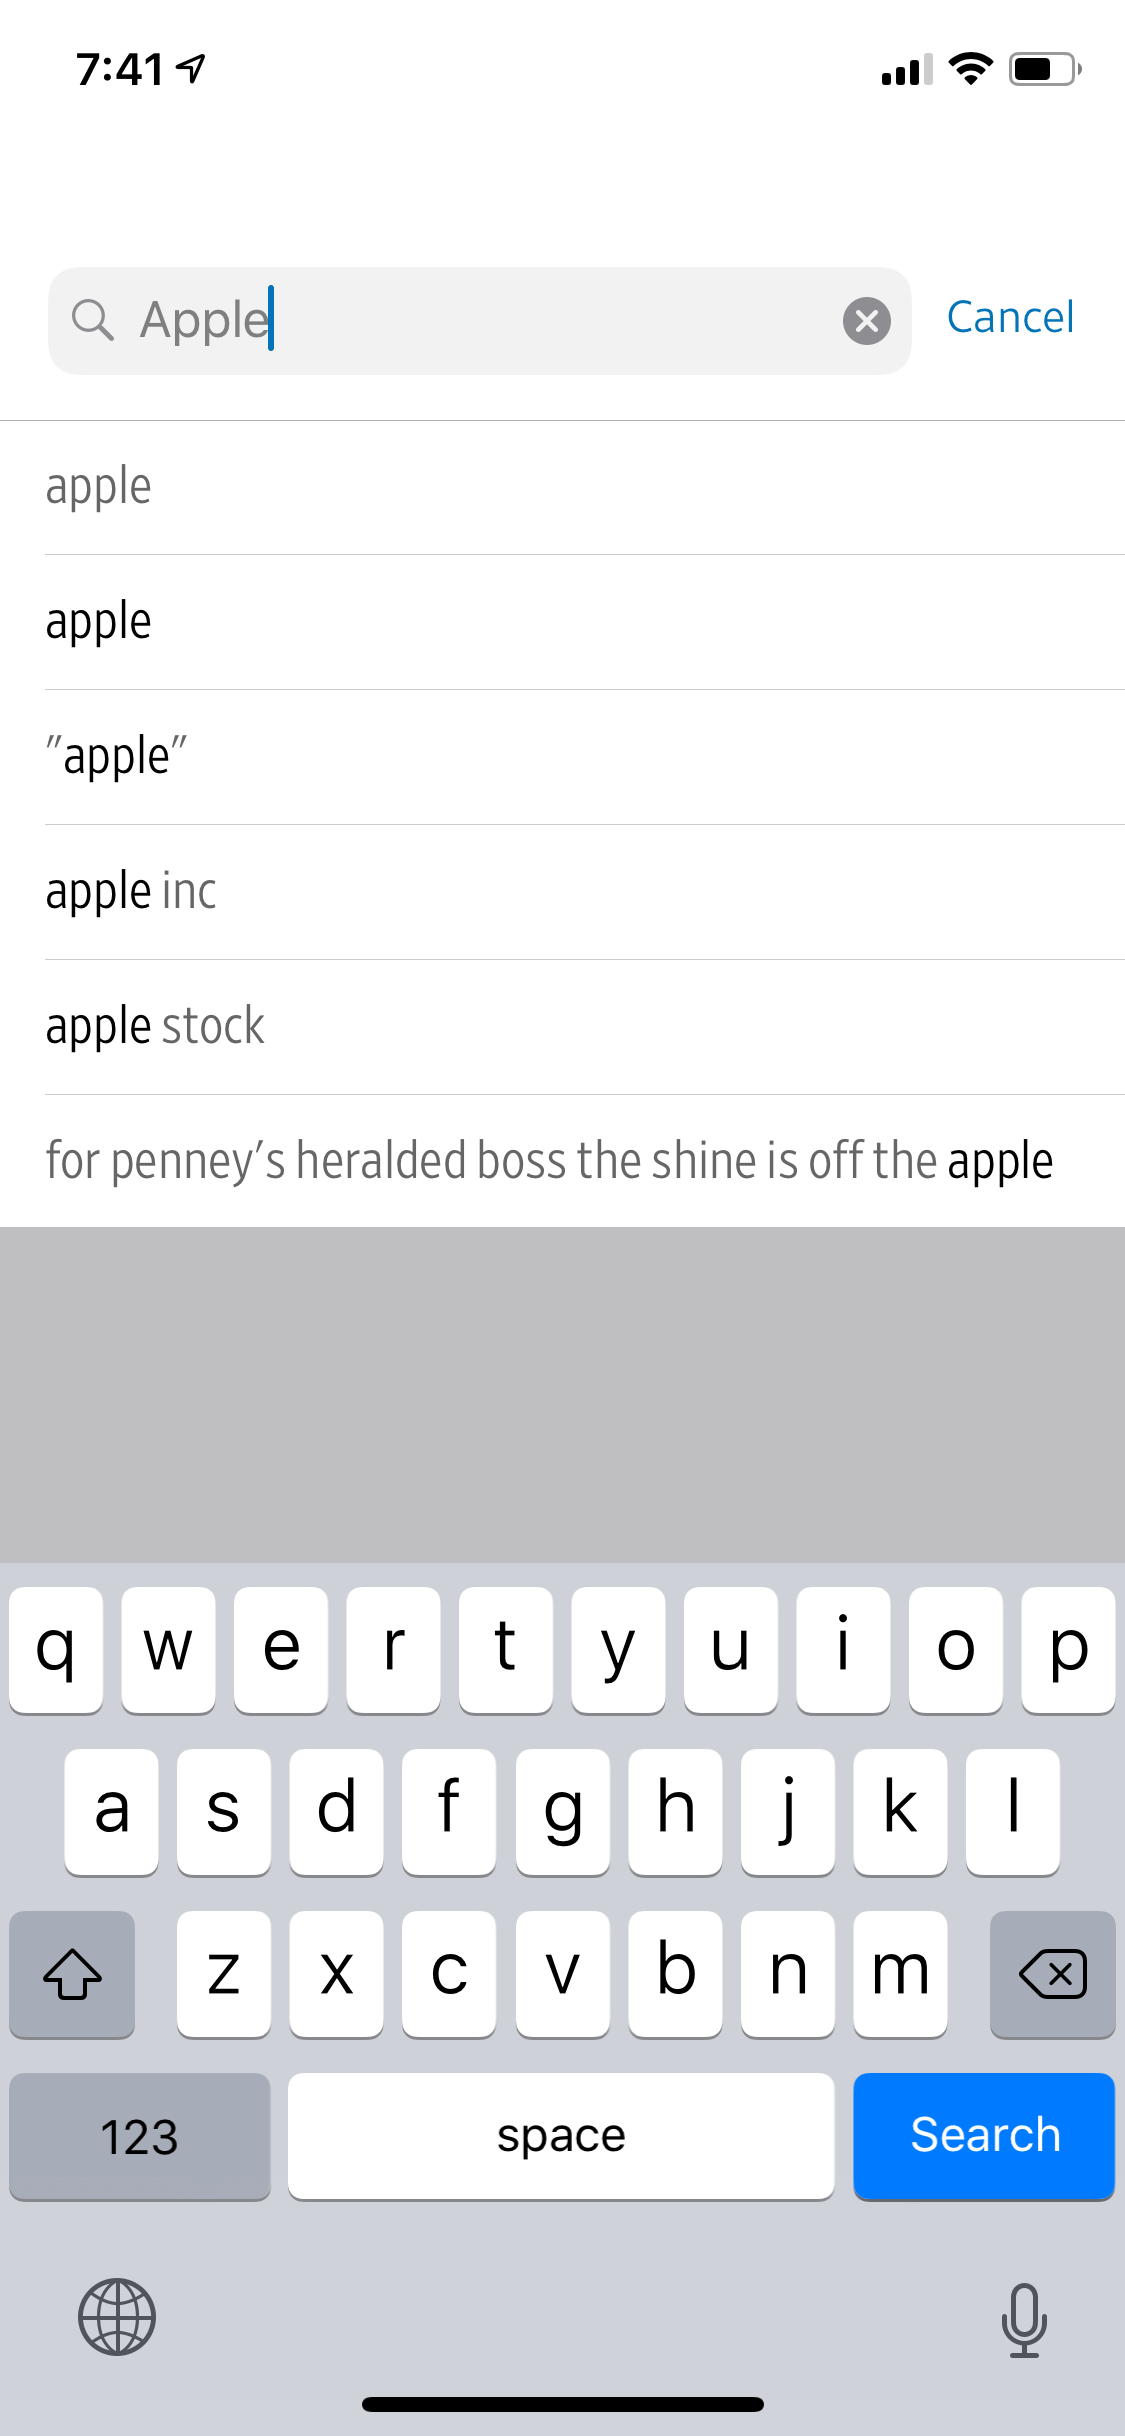 7:41
Apple
Cancel
apple
apple
"apple"
apple inc
apple stock
for penney's heralded boss the shine is off the apple
q w e r t y u i o p
a s d f g h j k l
z x c v b n m
123 space Search